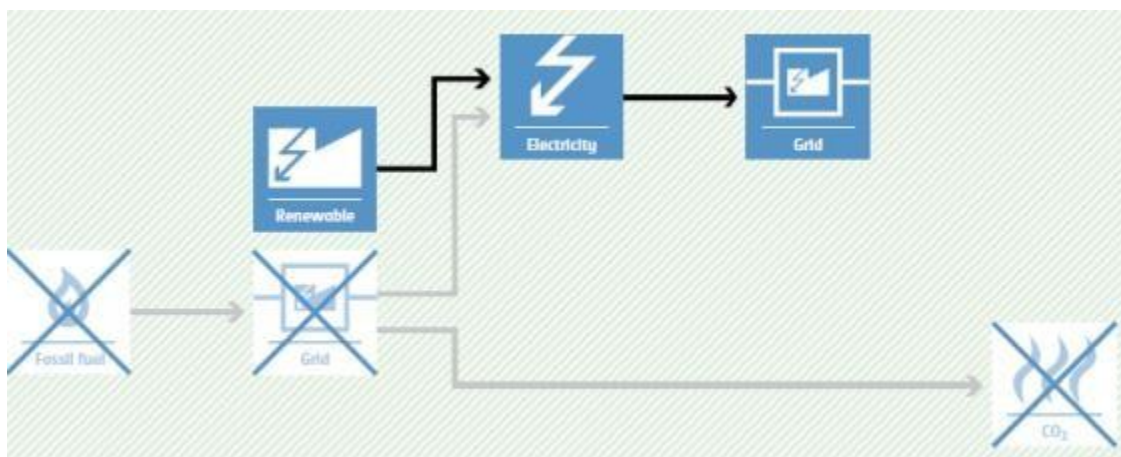 Electricity
Grid
Renewable
Fossil fuel
Grid
CO₂